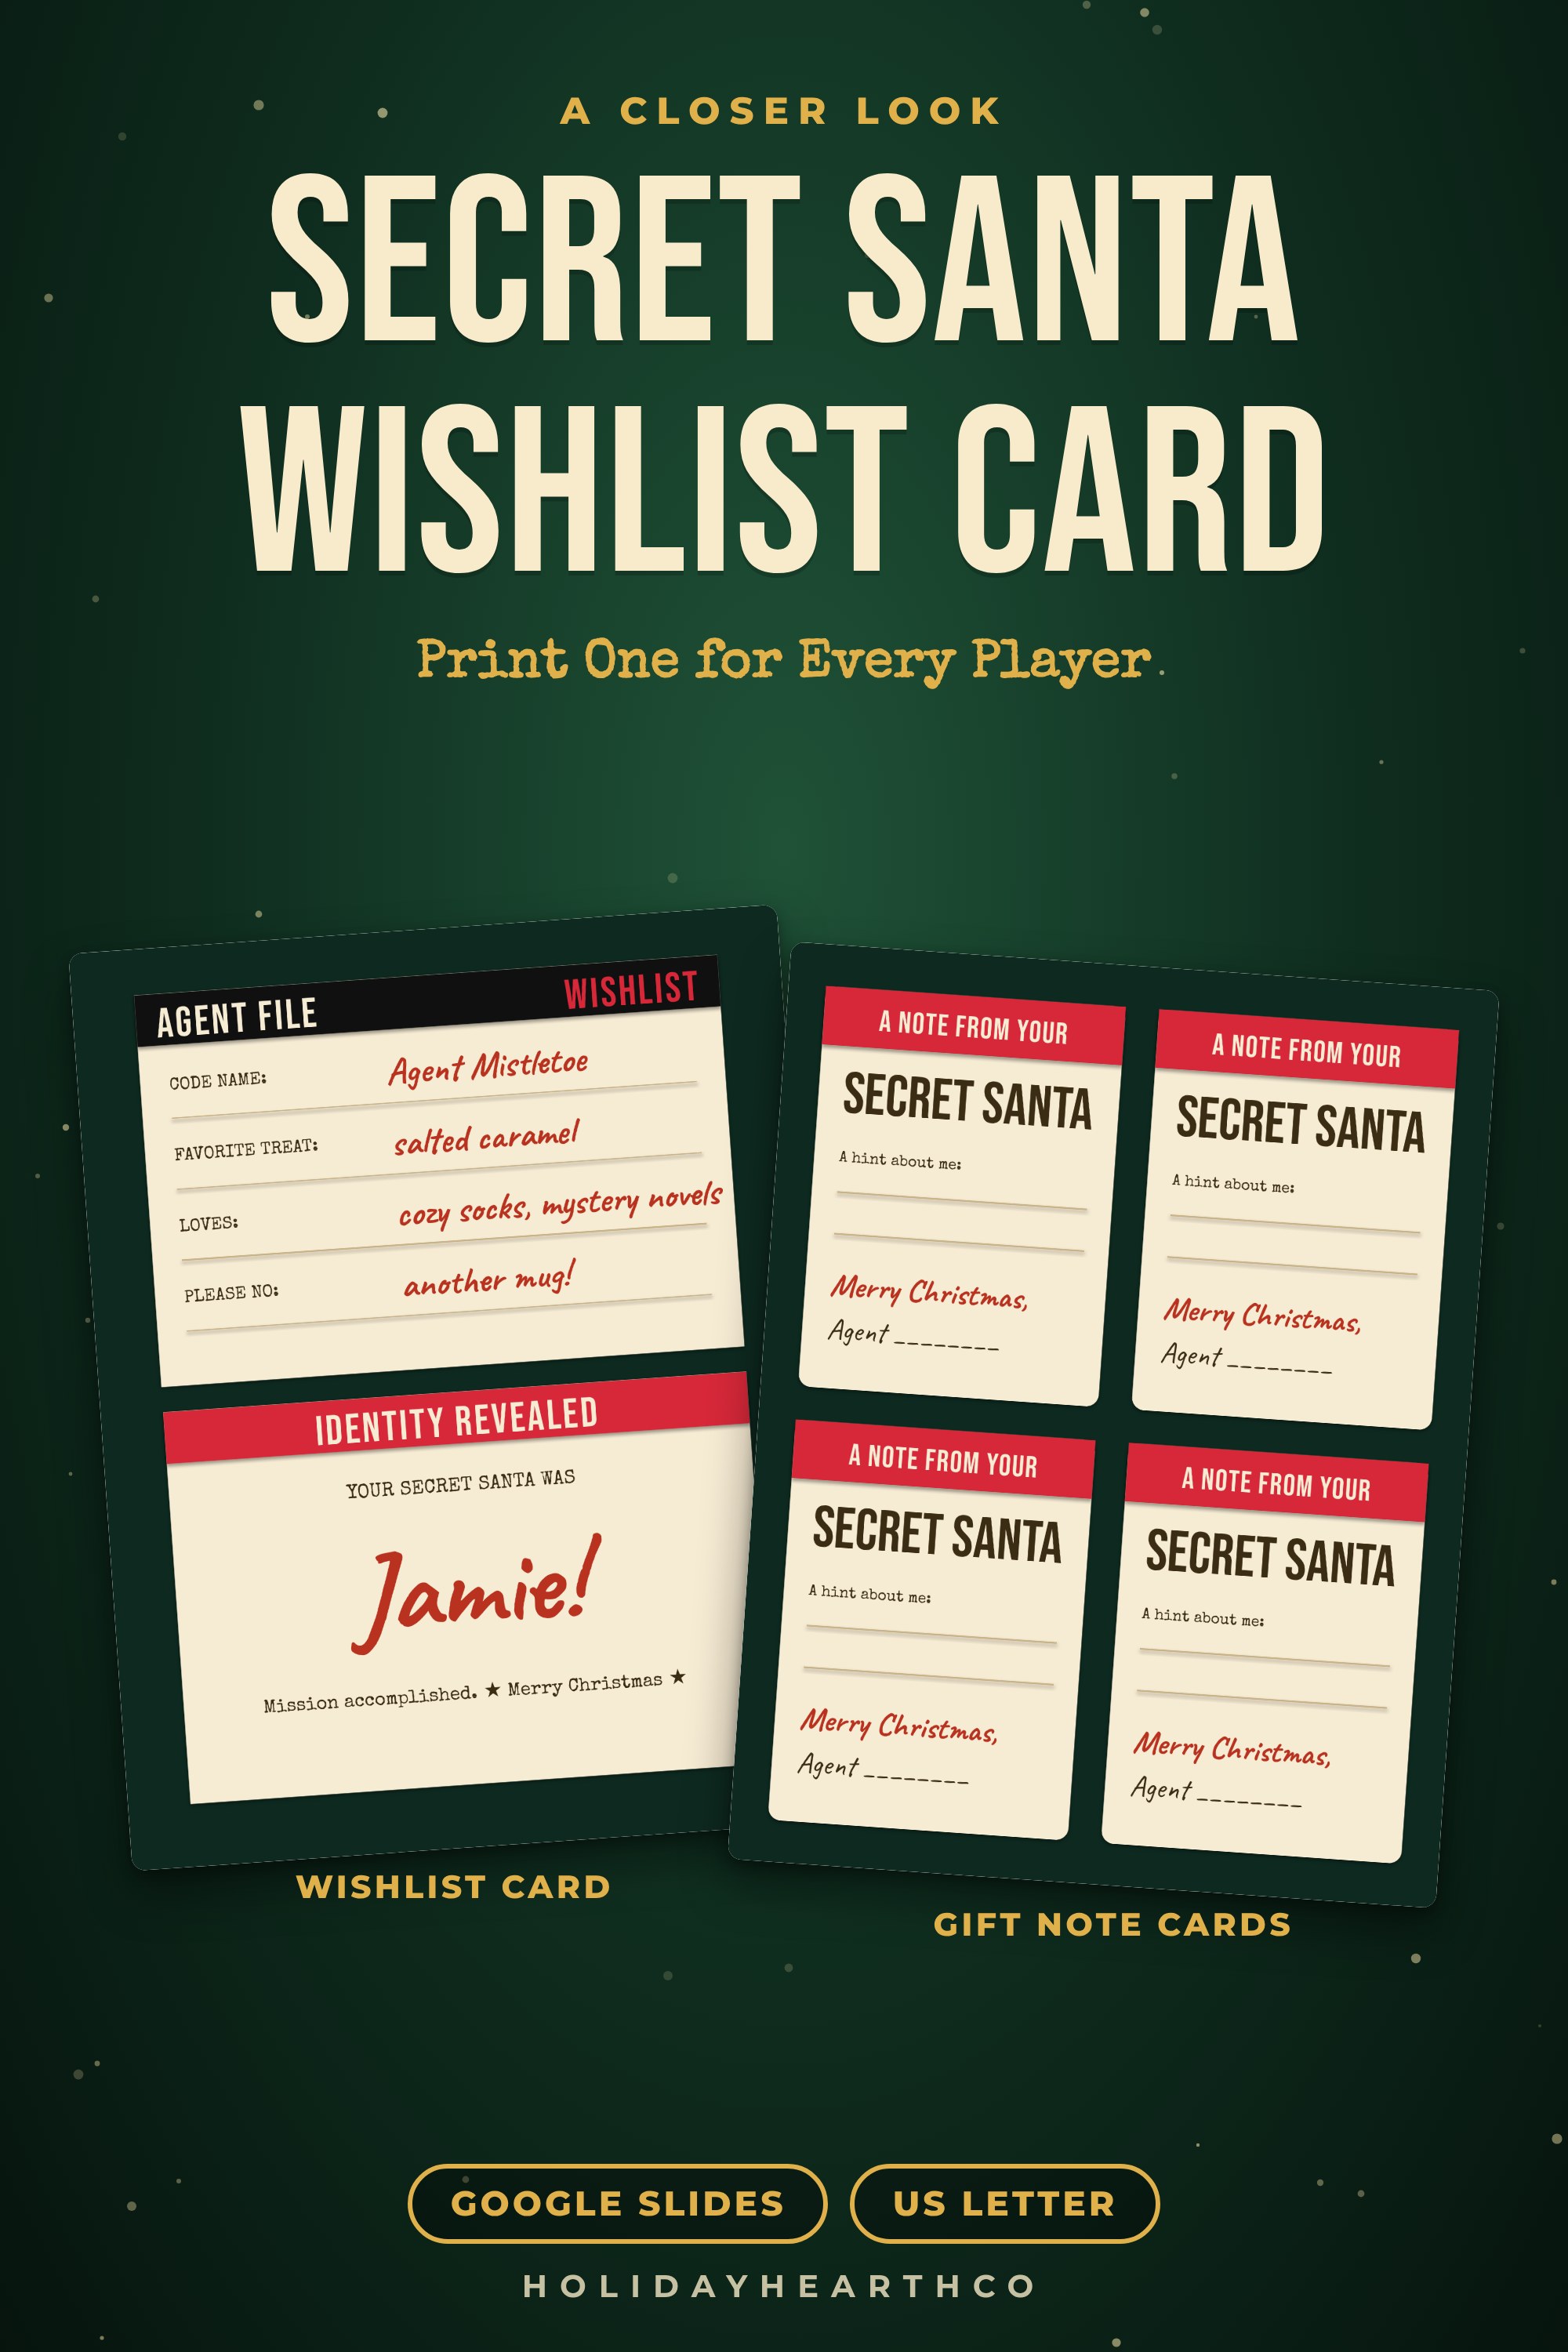 A CLOSER LOOK
SECRET SANTA
WISHLIST CARD
Print One for Every Player
AGENT FILE
WISHLIST
CODE NAME:
Agent Mistletoe
FAVORITE TREAT:
salted caramel
LOVES:
cozy socks, mystery novels
PLEASE NO:
another mug!
IDENTITY REVEALED
YOUR SECRET SANTA WAS
Jamie!
Mission accomplished. ★ Merry Christmas ★
WISHLIST CARD
A NOTE FROM YOUR
SECRET SANTA
A hint about me:
Merry Christmas,
Agent ________
A NOTE FROM YOUR
SECRET SANTA
A hint about me:
Merry Christmas,
Agent ________
A NOTE FROM YOUR
SECRET SANTA
A hint about me:
Merry Christmas,
Agent ________
A NOTE FROM YOUR
SECRET SANTA
A hint about me:
Merry Christmas,
Agent ________
GIFT NOTE CARDS
GOOGLE SLIDES
US LETTER
HOLIDAYHEARTHCO